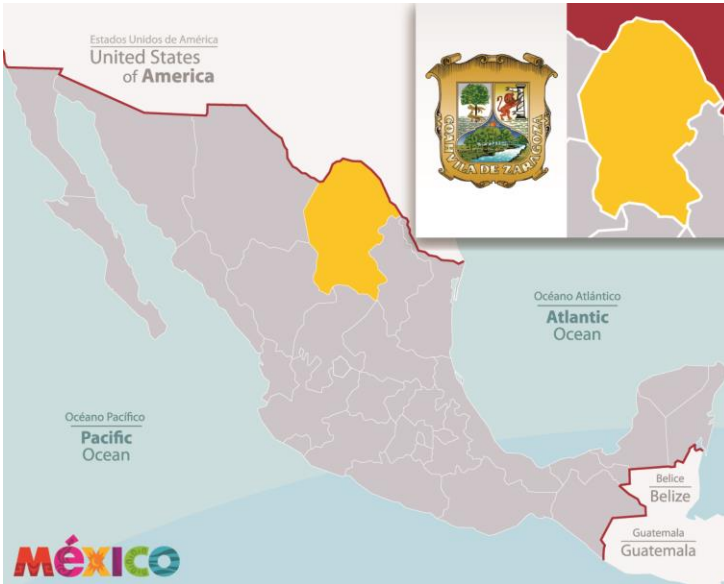 Estados Unidos de América
United States
of America
COAHVILA DE ZARAGOZA
Océano Atlántico
Atlantic
Ocean
Océano Pacífico
Pacific
Ocean
Belice
Belize
Guatemala
Guatemala
MéXICO